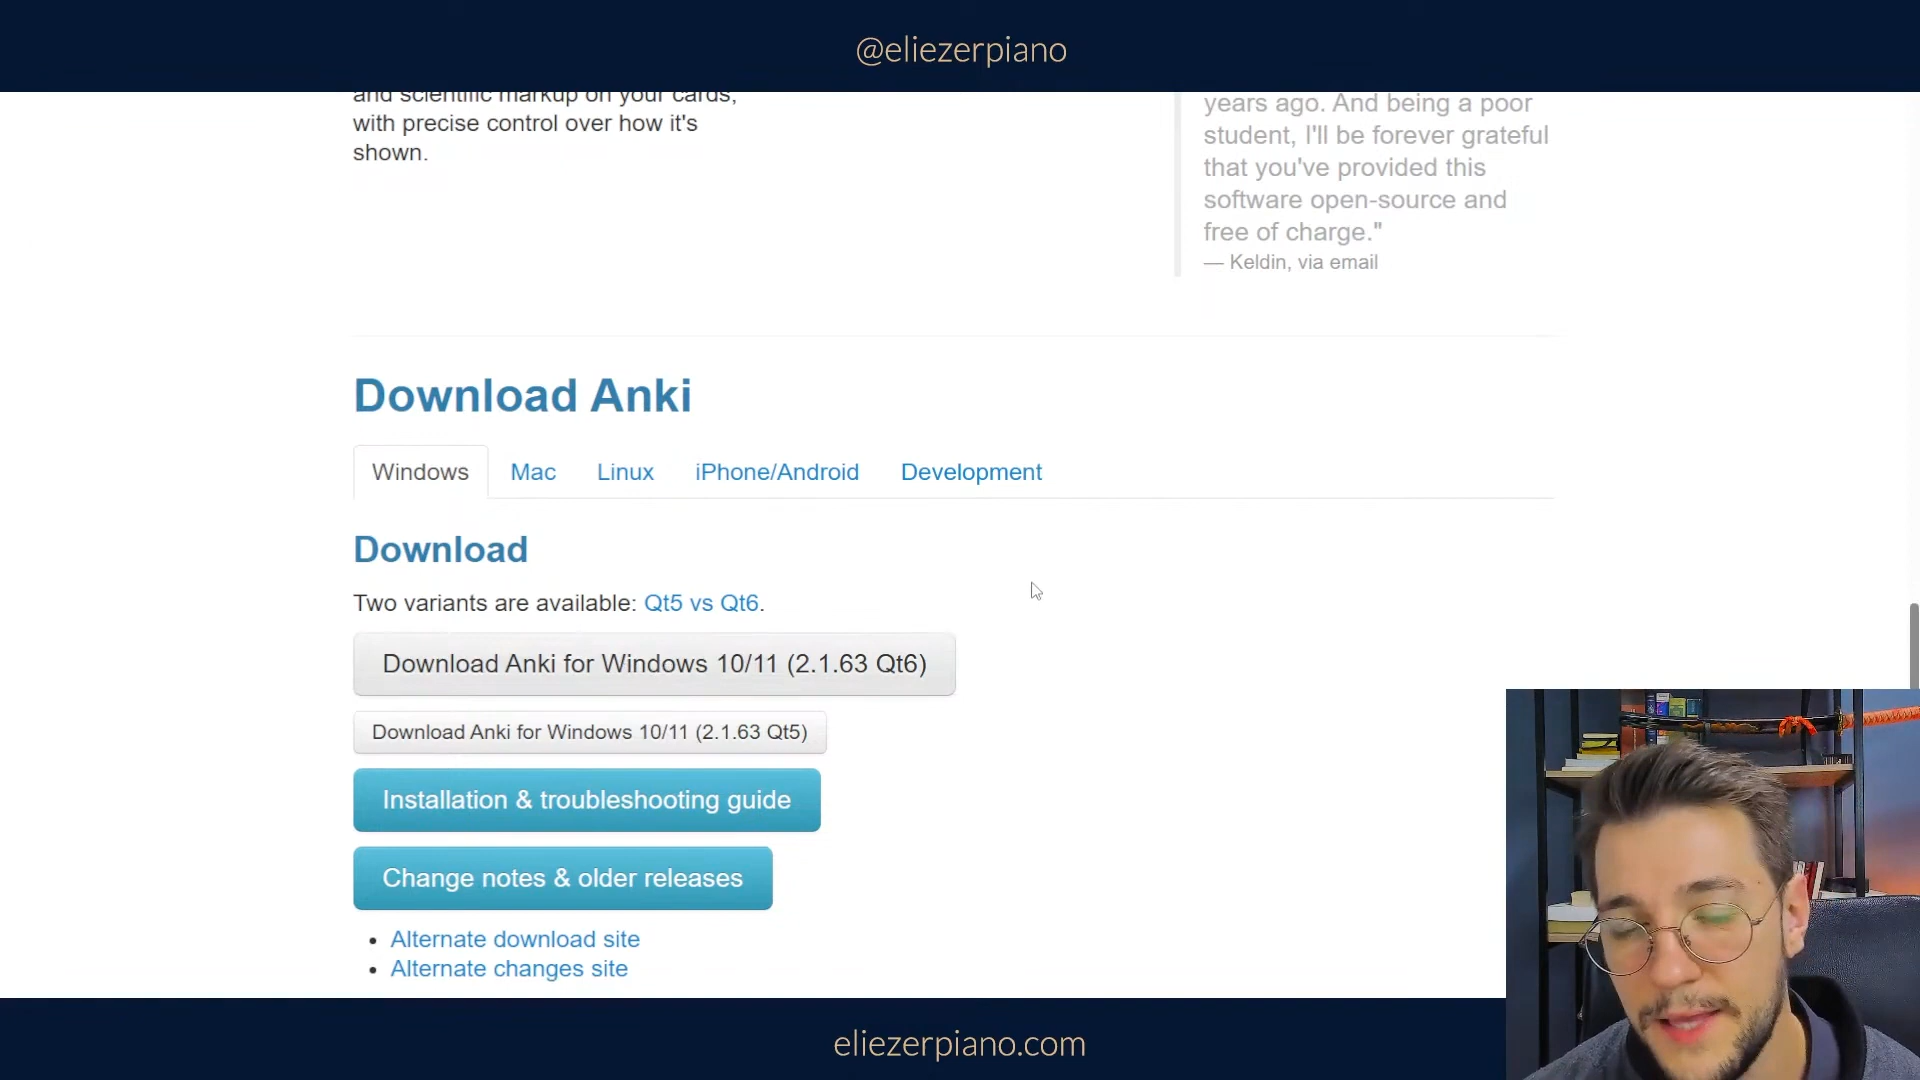 @eliezerpiano
and scientific markup on your cards,
with precise control over how it's
shown.
years ago. And being a poor
student, I'll be forever grateful
that you've provided this
software open-source and
free of charge."
— Keldin, via email
Download Anki
Windows Mac Linux iPhone/Android Development
Download
Two variants are available: Qt5 vs Qt6.
Download Anki for Windows 10/11 (2.1.63 Qt6)
Download Anki for Windows 10/11 (2.1.63 Qt5)
Installation & troubleshooting guide
Change notes & older releases
• Alternate download site
• Alternate changes site
eliezerpiano.com